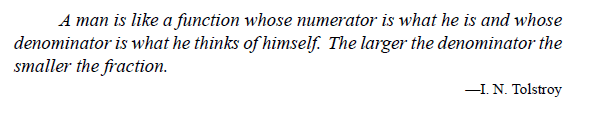 A man is like a function whose numerator is what he is and whose
denominator is what he thinks of himself. The larger the denominator the
smaller the fraction.
—I. N. Tolstroy